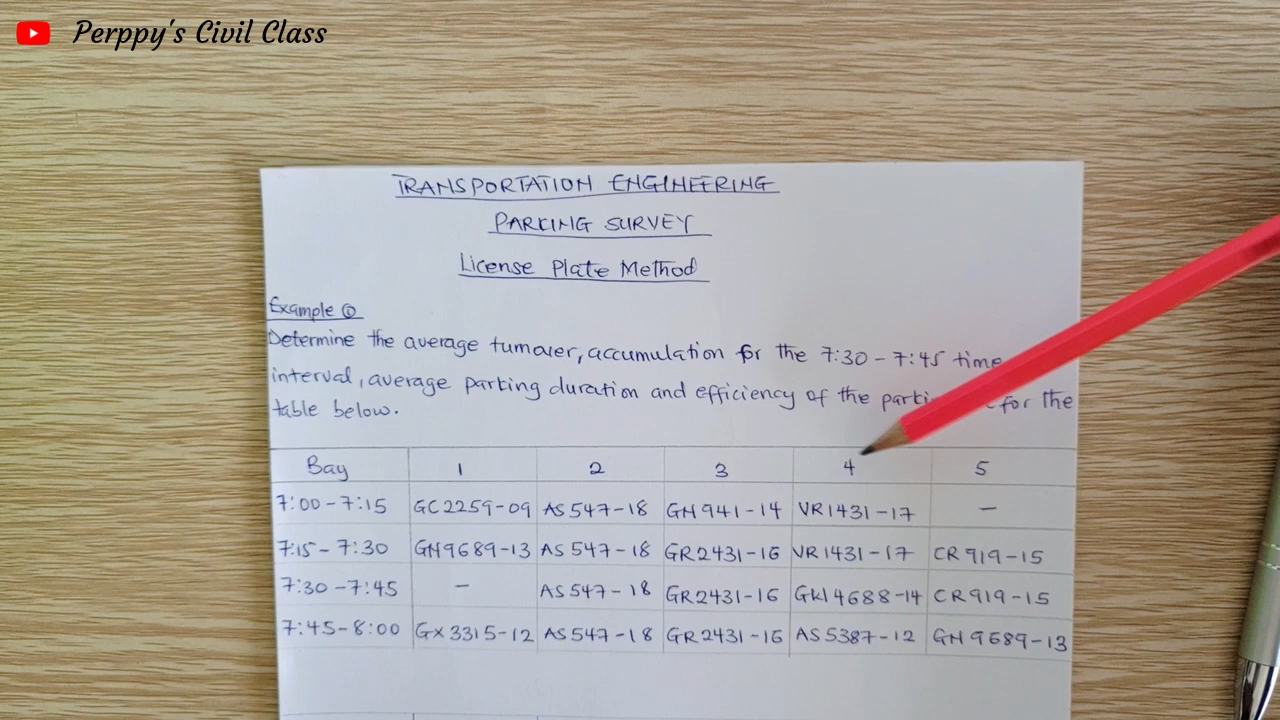 Perppy's Civil Class
TRANSPORTATION ENGINEERING
PARKING SURVEY
License Plate Method
Example ①
Determine the average turnover, accumulation for the 7:30 - 7:45 time
interval, average parking duration and efficiency of the for the
table below.
Bay 1 2 3 4 5
7:00 - 7:15 GC2259-09 AS547-18 GN941-14 VR1431-17 -
7:15 - 7:30 GN9689-13 AS547-18 GR2431-16 VR1431-17 CR919-15
7:30 - 7:45 - AS547-18 GR2431-16 GK14688-14 CR919-15
7:45 - 8:00 GX3315-12 AS547-18 GR2431-16 AS5387-12 GN9689-13